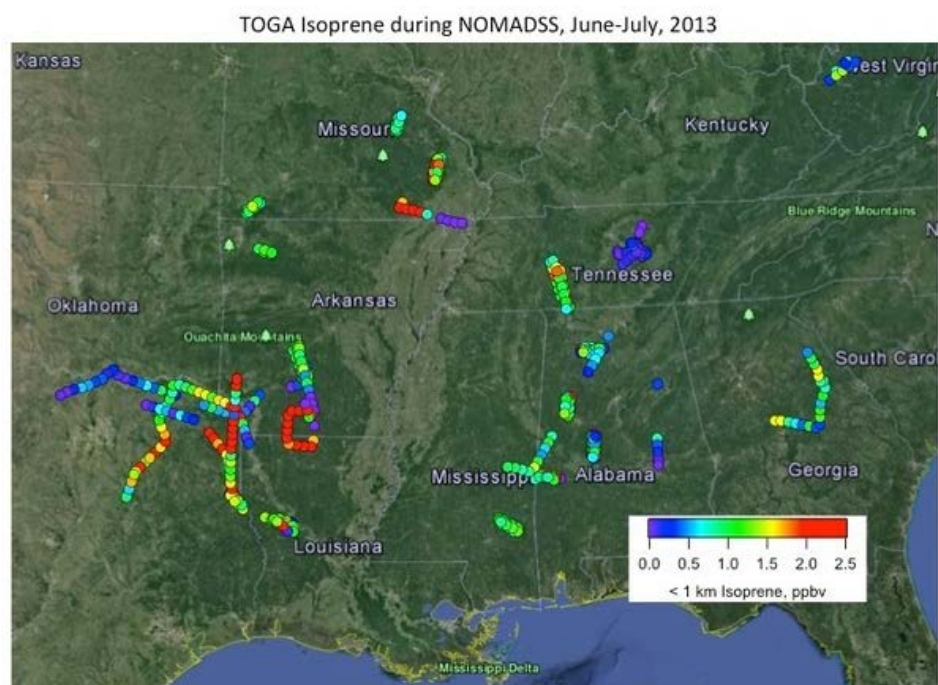 TOGA Isoprene during NOMADSS, June-July, 2013
Kansas
West Virgin
Missour
Kentucky
Blue Ridge Mountains
N
Tennessee
Oklahoma
Arkansas
Ouachita Mountains
South Carol
Mississipp
Alabama
Georgia
Louisiana
0.0 0.5 1.0 1.5 2.0 2.5
< 1 km Isoprene, ppbv
Mississippi Delta